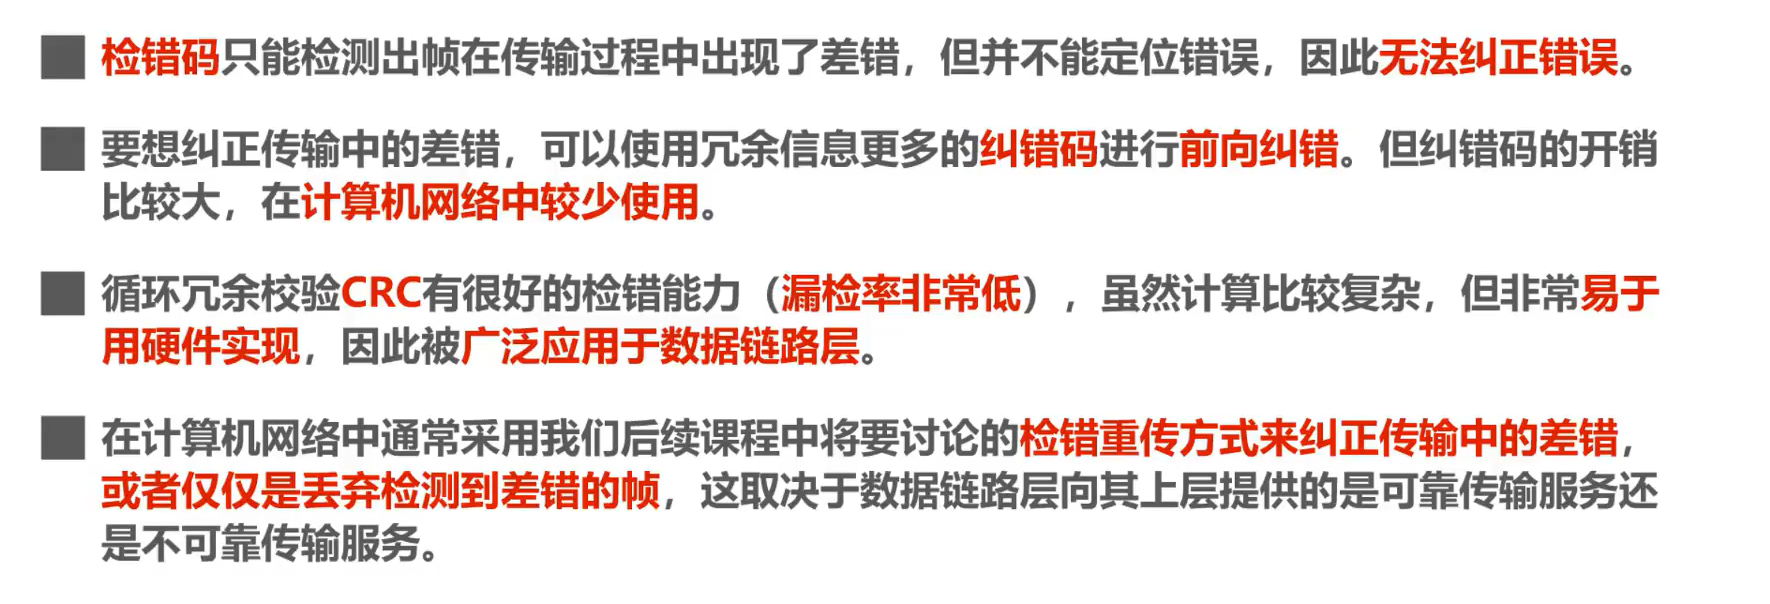 检错码只能检测出帧在传输过程中出现了差错，但并不能定位错误，因此无法纠正错误。
要想纠正传输中的差错，可以使用冗余信息更多的纠错码进行前向纠错。但纠错码的开销
比较大，在计算机网络中较少使用。
循环冗余校验CRC有很好的检错能力（漏检率非常低），虽然计算比较复杂，但非常易于
用硬件实现，因此被广泛应用于数据链路层。
在计算机网络中通常采用我们后续课程中将要讨论的检错重传方式来纠正传输中的差错，
或者仅仅是丢弃检测到差错的帧，这取决于数据链路层向其上层提供的是可靠传输服务还
是不可靠传输服务。